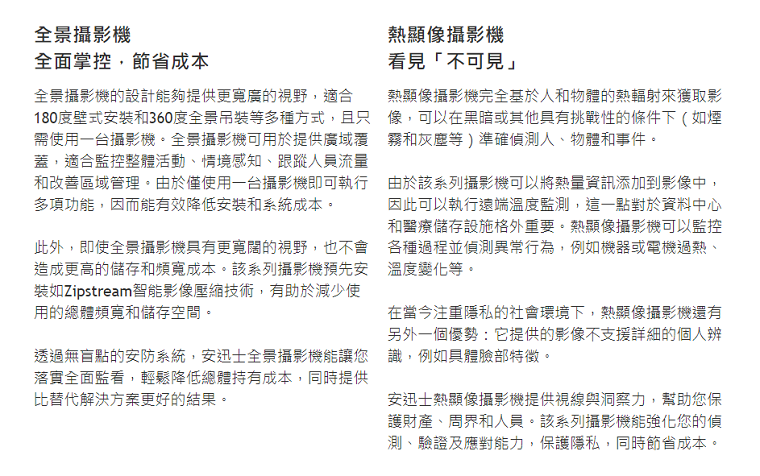 全景攝影機
全面掌控，節省成本
全景攝影機的設計能夠提供更寬廣的視野，適合
180度壁式安裝和360度全景吊裝等多種方式，且只
需使用一台攝影機。全景攝影機可用於提供廣域覆
蓋，適合監控整體活動、情境感知、跟蹤人員流量
和改善區域管理。由於僅使用一台攝影機即可執行
多項功能，因而能有效降低安裝和系統成本。
此外，即使全景攝影機具有更寬闊的視野，也不會
造成更高的儲存和頻寬成本。該系列攝影機預先安
裝如Zipstream智能影像壓縮技術，有助於減少使
用的總體頻寬和儲存空間。
透過無盲點的安防系統，安迅士全景攝影機能讓您
落實全面監看，輕鬆降低總體持有成本，同時提供
比替代解決方案更好的結果。
熱顯像攝影機
看見「不可見」
熱顯像攝影機完全基於人和物體的熱輻射來獲取影
像，可以在黑暗或其他具有挑戰性的條件下（如煙
霧和灰塵等）準確偵測人、物體和事件。
由於該系列攝影機可以將熱量資訊添加到影像中，
因此可以執行遠端溫度監測，這一點對於資料中心
和醫療儲存設施格外重要。熱顯像攝影機可以監控
各種過程並偵測異常行為，例如機器或電機過熱、
溫度變化等。
在當今注重隱私的社會環境下，熱顯像攝影機還有
另外一個優勢：它提供的影像不支援詳細的個人辨
識，例如具體臉部特徵。
安迅士熱顯像攝影機提供視線與洞察力，幫助您保
護財產、周界和人員。該系列攝影機能強化您的偵
測、驗證及應對能力，保護隱私，同時節省成本。